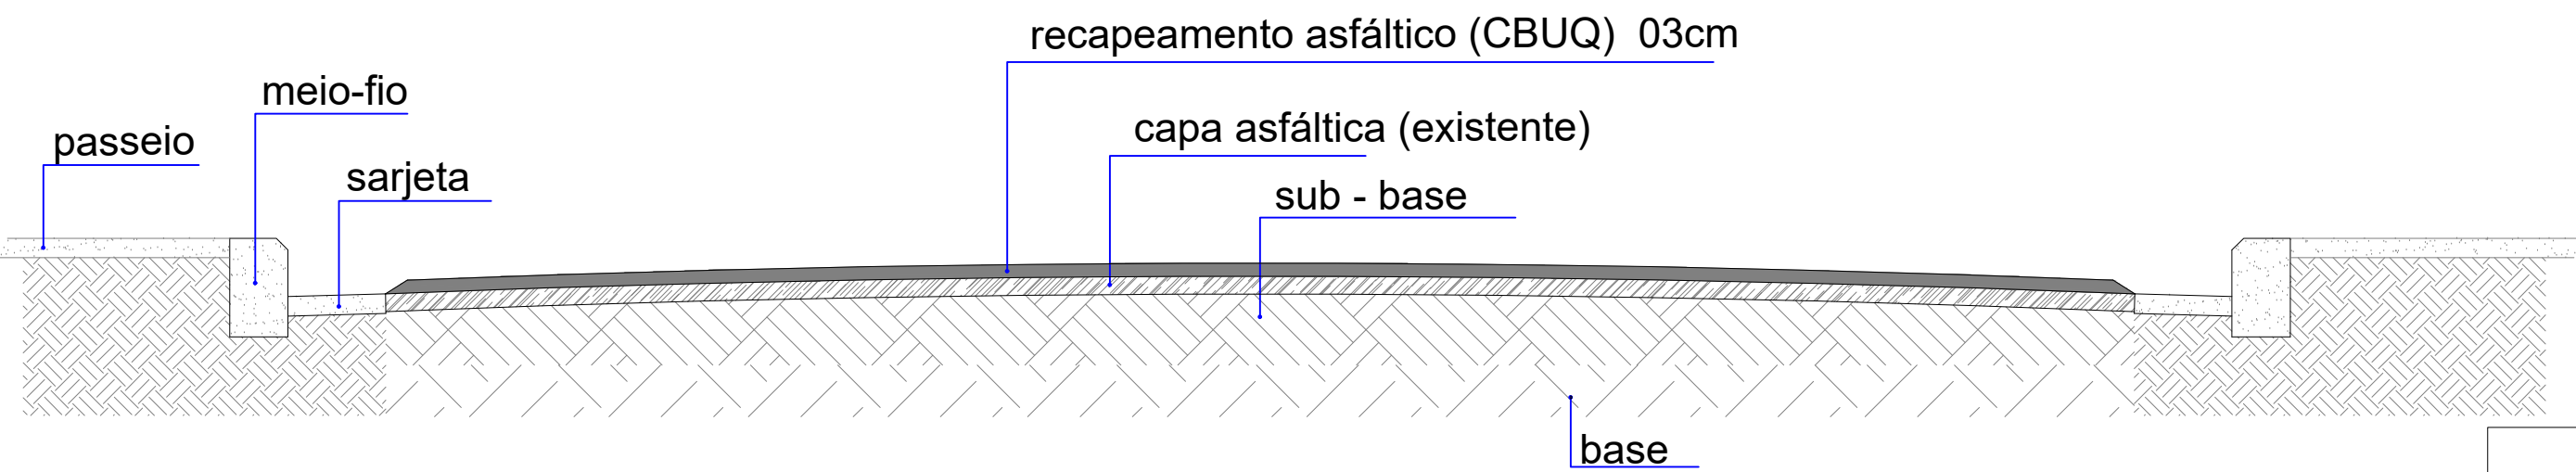 recapeamento asfáltico (CBUQ)  03cm
meio-fio
capa asfáltica (existente)
passeio
sarjeta
sub - base
base